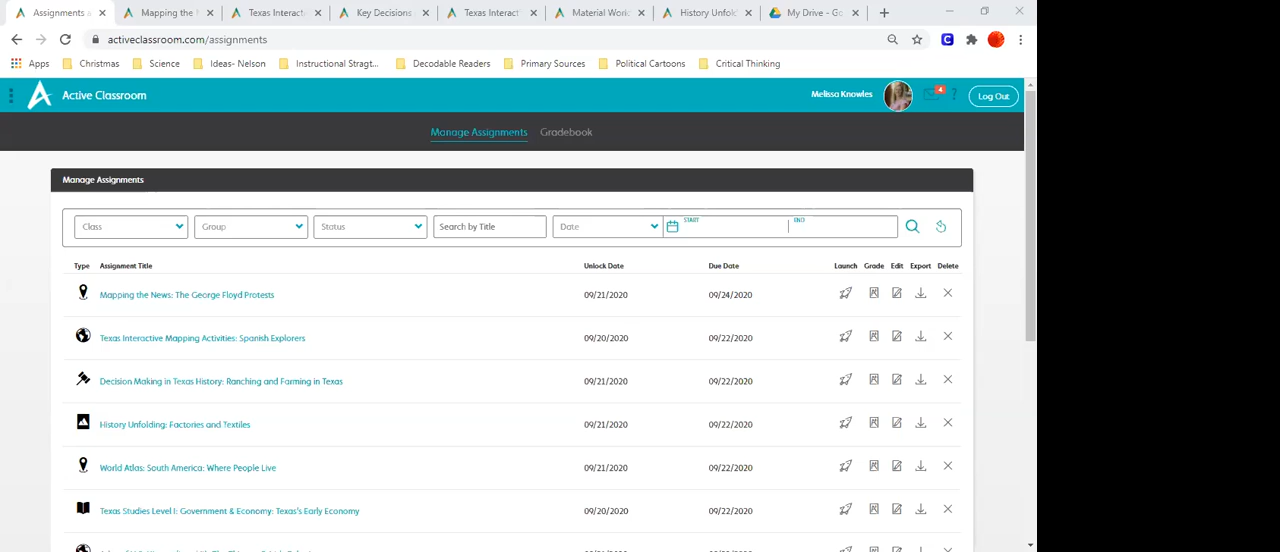 Assignments a
Mapping the N
Texas Interact
Key Decisions
Texas Interact
Material Work
History Unfold
My Drive - Go
activeclassroom.com/assignments
Apps Christmas Science Ideas- Nelson Instructional Stragt... Decodable Readers Primary Sources Political Cartoons Critical Thinking
Active Classroom
Melissa Knowles
4
?
Log Out
Manage Assignments Gradebook
Manage Assignments
Class Group Status Search by Title Date START END
Type Assignment Title Unlock Date Due Date Launch Grade Edit Export Delete
Mapping the News: The George Floyd Protests 09/21/2020 09/24/2020
Texas Interactive Mapping Activities: Spanish Explorers 09/20/2020 09/22/2020
Decision Making in Texas History: Ranching and Farming in Texas 09/21/2020 09/22/2020
History Unfolding: Factories and Textiles 09/21/2020 09/22/2020
World Atlas: South America: Where People Live 09/21/2020 09/22/2020
Texas Studies Level I: Government & Economy: Texas's Early Economy 09/20/2020 09/22/2020